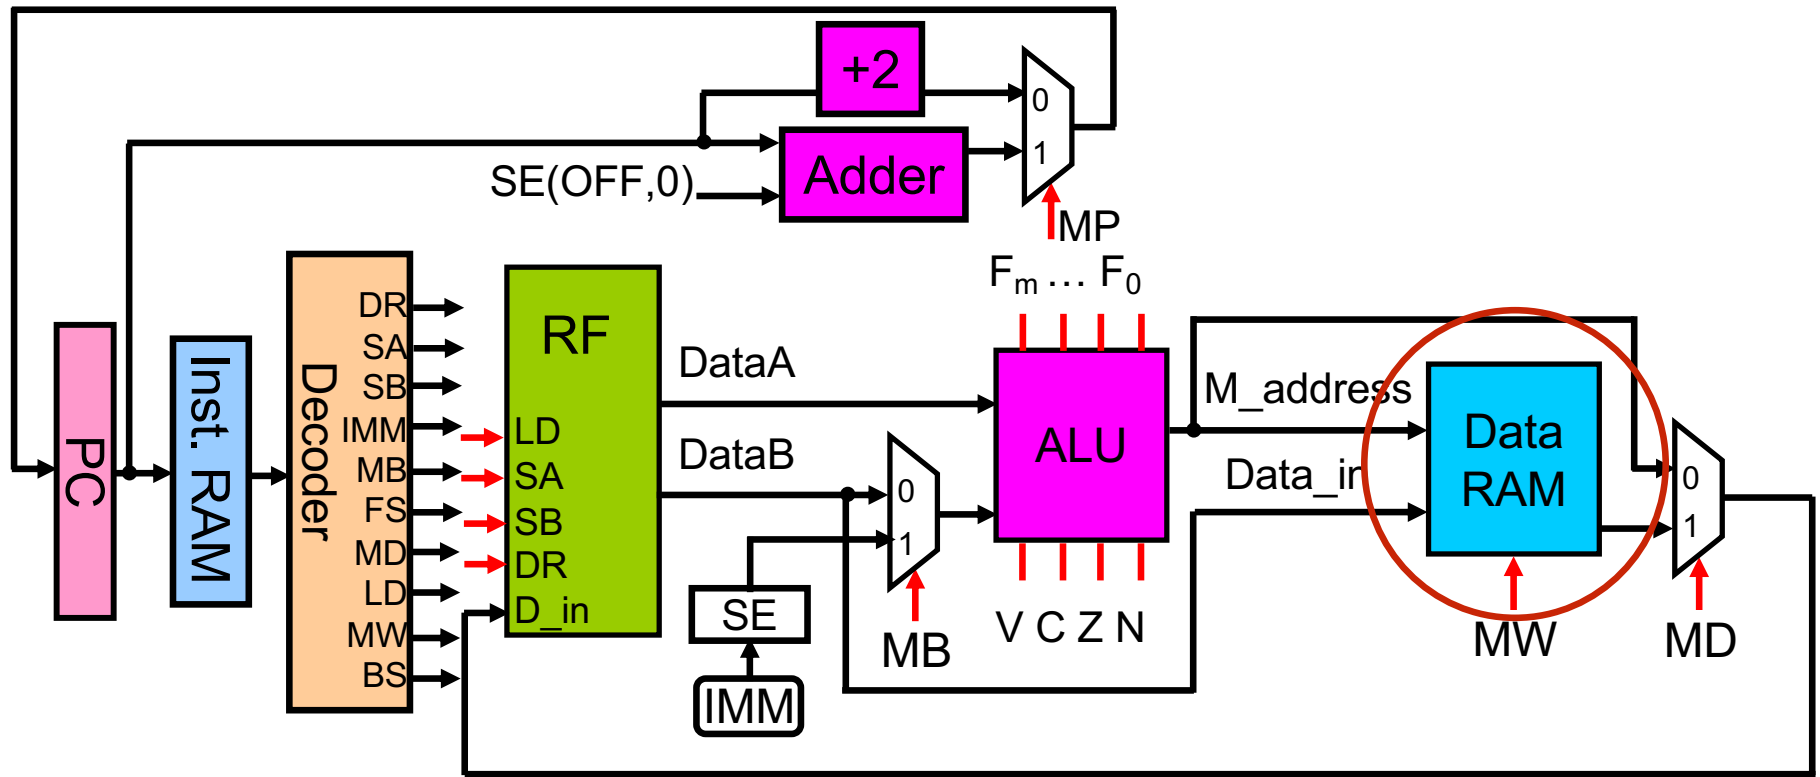 +2
0
1
SE(OFF,0)
Adder
MP
Fm ... F0
PC
Inst. RAM
Decoder
DR
SA
SB
IMM
MB
FS
MD
LD
MW
BS
RF
LD
SA
SB
DR
D_in
DataA
DataB
0
1
MB
SE
IMM
ALU
V C Z N
M_address
Data_in
Data
RAM
MW
0
1
MD